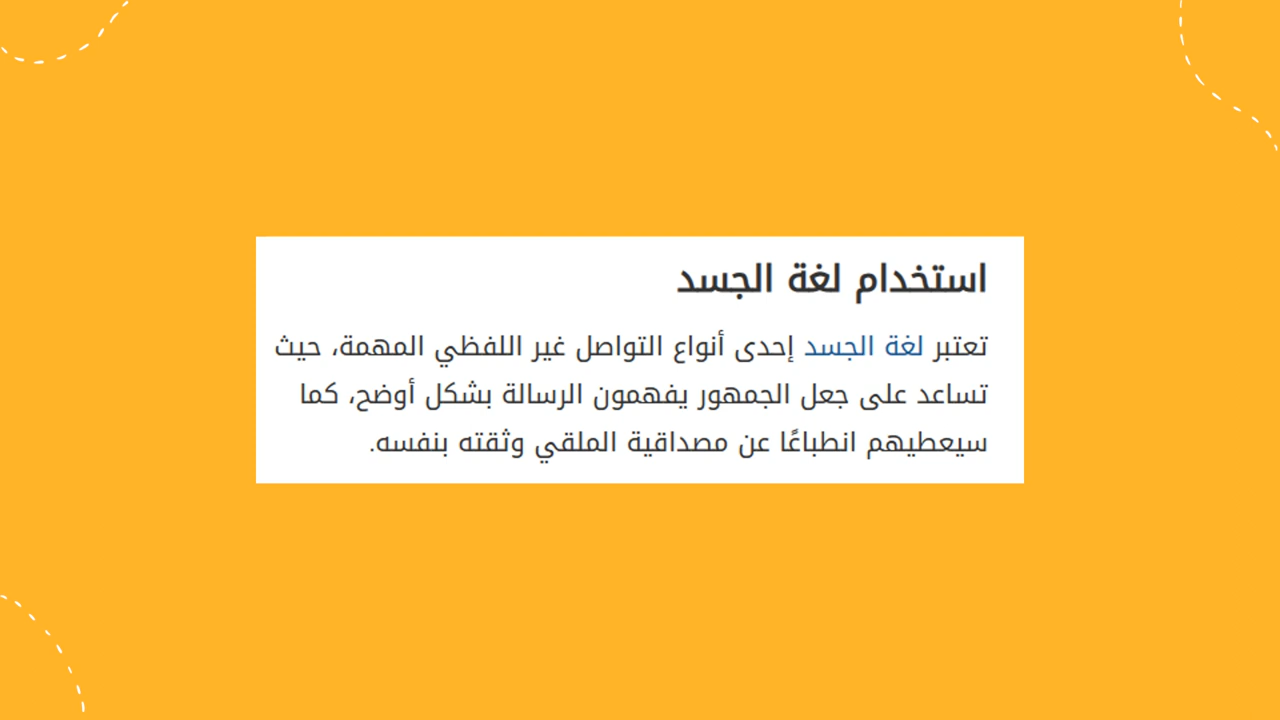 استخدام لغة الجسد
تعتبر لغة الجسد إحدى أنواع التواصل غير اللفظي المهمة، حيث
تساعد على جعل الجمهور يفهمون الرسالة بشكل أوضح، كما
سيعطيهم انطباعًا عن مصداقية الملقي وثقته بنفسه.